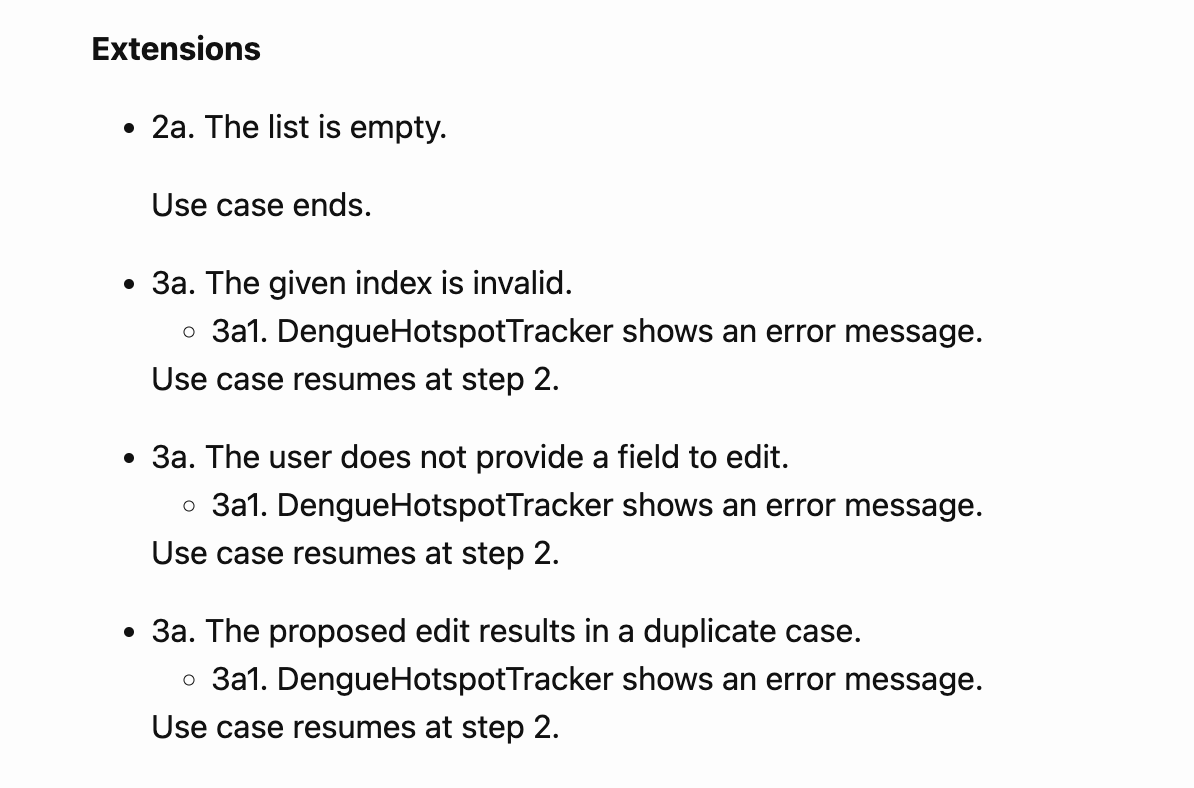 Extensions
• 2a. The list is empty.
Use case ends.
• 3a. The given index is invalid.
◦ 3a1. DengueHotspotTracker shows an error message.
Use case resumes at step 2.
• 3a. The user does not provide a field to edit.
◦ 3a1. DengueHotspotTracker shows an error message.
Use case resumes at step 2.
• 3a. The proposed edit results in a duplicate case.
◦ 3a1. DengueHotspotTracker shows an error message.
Use case resumes at step 2.